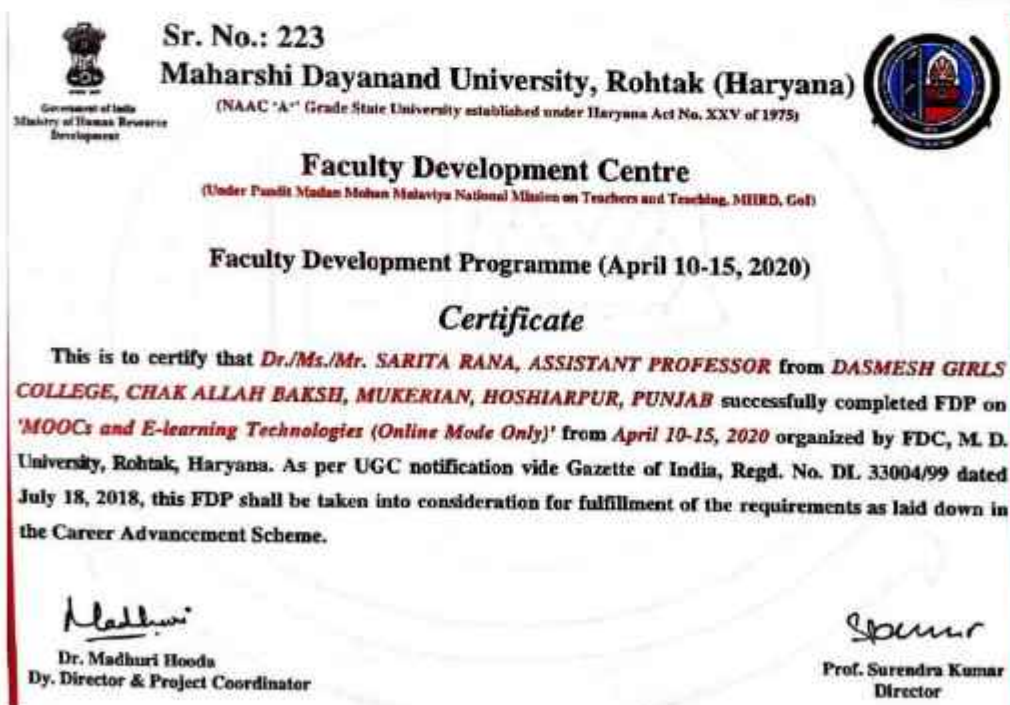 Sr. No.: 223
Maharshi Dayanand University, Rohtak (Haryana)
(NAAC 'A+' Grade State University established under Haryana Act No. XXV of 1975)
Government of India
Ministry of Human Resource
Development
Faculty Development Centre
(Under Pandit Madan Mohan Malaviya National Mission on Teachers and Teaching, MHRD, GoI)
Faculty Development Programme (April 10-15, 2020)
Certificate
This is to certify that Dr./Ms./Mr. SARITA RANA, ASSISTANT PROFESSOR from DASMESH GIRLS
COLLEGE, CHAK ALLAH BAKSH, MUKERIAN, HOSHIARPUR, PUNJAB successfully completed FDP on
'MOOCs and E-learning Technologies (Online Mode Only)' from April 10-15, 2020 organized by FDC, M. D.
University, Rohtak, Haryana. As per UGC notification vide Gazette of India, Regd. No. DL 33004/99 dated
July 18, 2018, this FDP shall be taken into consideration for fulfillment of the requirements as laid down in
the Career Advancement Scheme.
Madhuri
Dr. Madhuri Hooda
Dy. Director & Project Coordinator
Prof. Surendra Kumar
Director